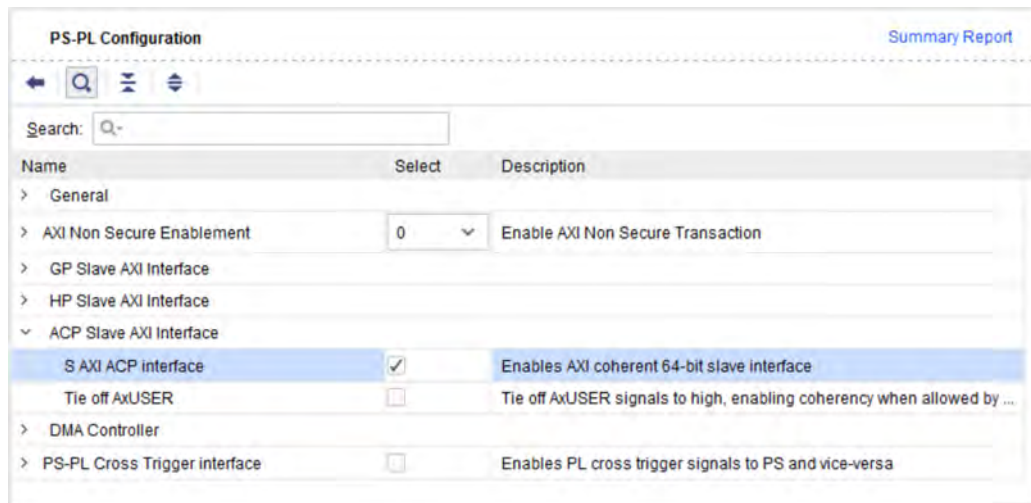 PS-PL Configuration Summary Report
Search:
Name Select Description
General
AXI Non Secure Enablement 0 Enable AXI Non Secure Transaction
GP Slave AXI Interface
HP Slave AXI Interface
ACP Slave AXI Interface
S AXI ACP interface Enables AXI coherent 64-bit slave interface
Tie off AxUSER Tie off AxUSER signals to high, enabling coherency when allowed by ...
DMA Controller
PS-PL Cross Trigger interface Enables PL cross trigger signals to PS and vice-versa